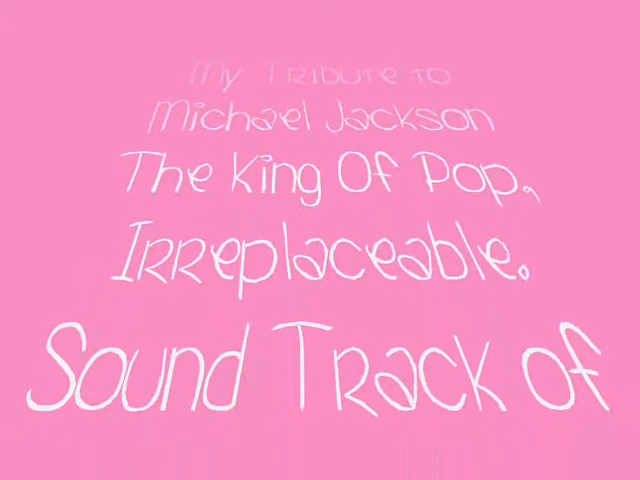 My Tribute to
Michael Jackson
The King Of Pop,
Irreplaceable.
Sound Track of